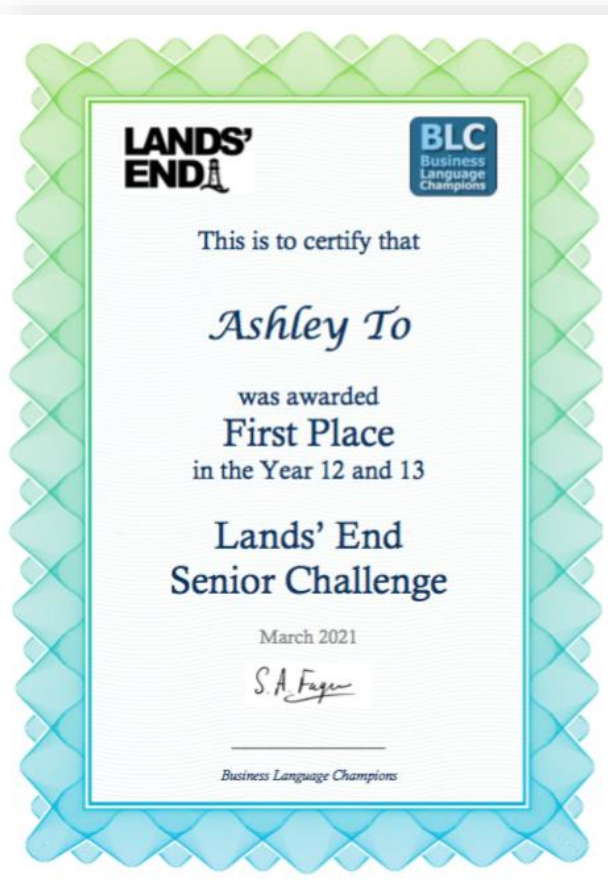 LANDS'
END
BLC
Business
Language
Champions
This is to certify that
Ashley To
was awarded
First Place
in the Year 12 and 13
Lands' End
Senior Challenge
March 2021
S. A.
Business Language Champions